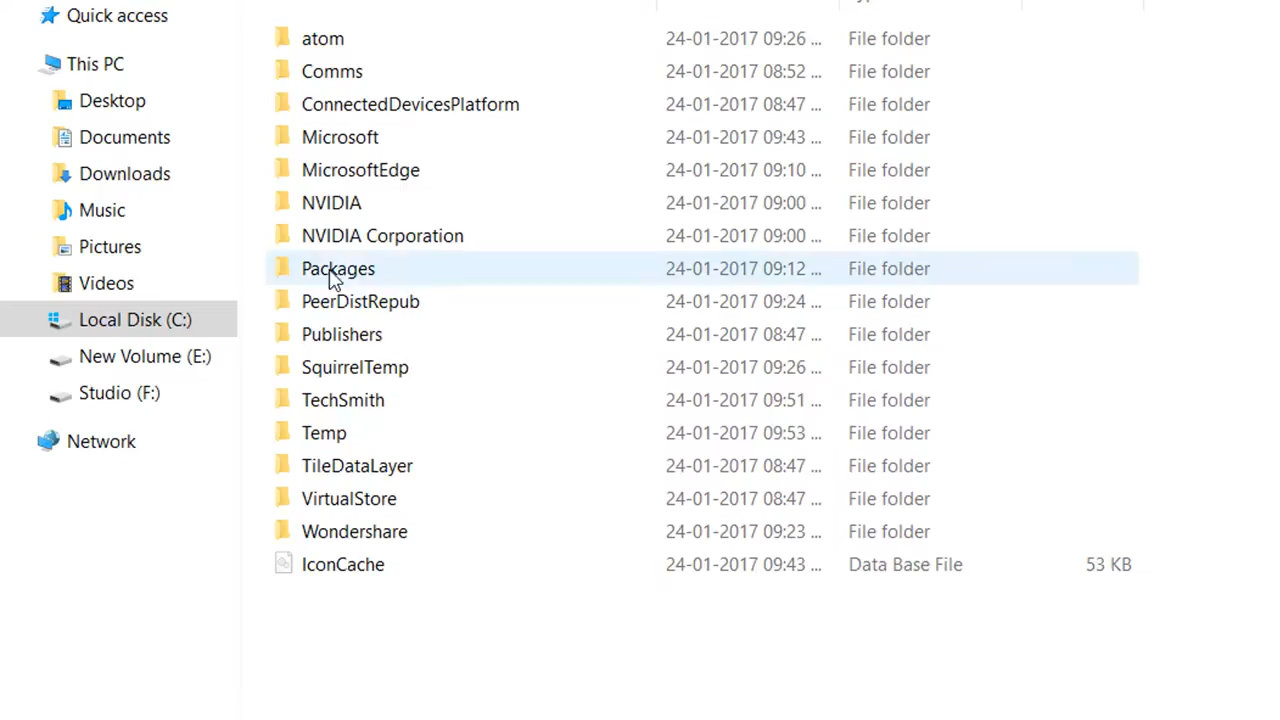 Quick access
This PC
Desktop
Documents
Downloads
Music
Pictures
Videos
Local Disk (C:)
New Volume (E:)
Studio (F:)
Network
atom 24-01-2017 09:26 ... File folder
Comms 24-01-2017 08:52 ... File folder
ConnectedDevicesPlatform 24-01-2017 08:47 ... File folder
Microsoft 24-01-2017 09:43 ... File folder
MicrosoftEdge 24-01-2017 09:10 ... File folder
NVIDIA 24-01-2017 09:00 ... File folder
NVIDIA Corporation 24-01-2017 09:00 ... File folder
Packages 24-01-2017 09:12 ... File folder
PeerDistRepub 24-01-2017 09:24 ... File folder
Publishers 24-01-2017 08:47 ... File folder
SquirrelTemp 24-01-2017 09:26 ... File folder
TechSmith 24-01-2017 09:51 ... File folder
Temp 24-01-2017 09:53 ... File folder
TileDataLayer 24-01-2017 08:47 ... File folder
VirtualStore 24-01-2017 08:47 ... File folder
Wondershare 24-01-2017 09:23 ... File folder
IconCache 24-01-2017 09:43 ... Data Base File 53 KB